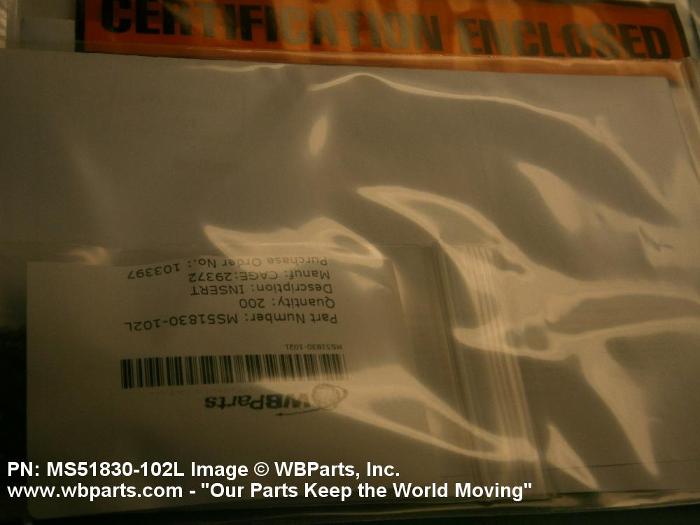 CERTIFICATION ENCLOSED
WBParts
MS51830-102L
Part Number: MS51830-102L
Quantity: 200
Description: INSERT
Manuf: CAGE:29372
Purchase Order No.: 103397
PN: MS51830-102L Image © WBParts, Inc.
www.wbparts.com - "Our Parts Keep the World Moving"